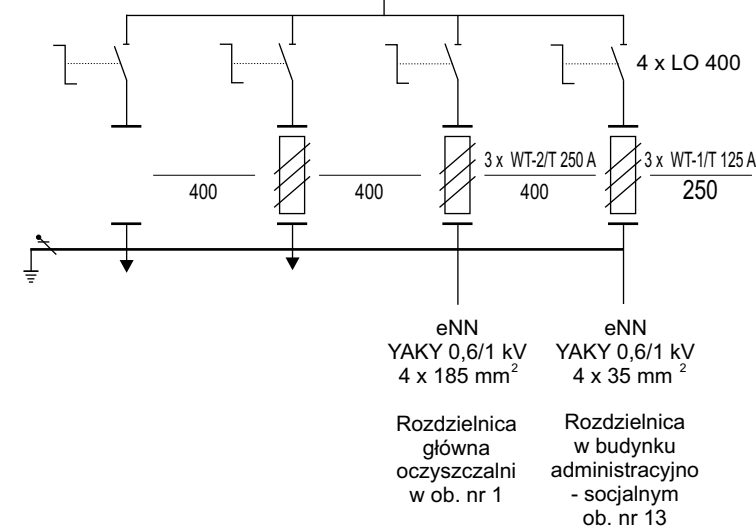 4 x LO 400
3 x WT-2/T 250 A
3 x WT-1/T 125 A
400
400
400
250
eNN
YAKY 0,6/1 kV
4 x 185 mm²
Rozdzielnica
główna
oczyszczalni
w ob. nr 1
eNN
YAKY 0,6/1 kV
4 x 35 mm ²
Rozdzielnica
w budynku
administracyjno
- socjalnym
ob. nr 13